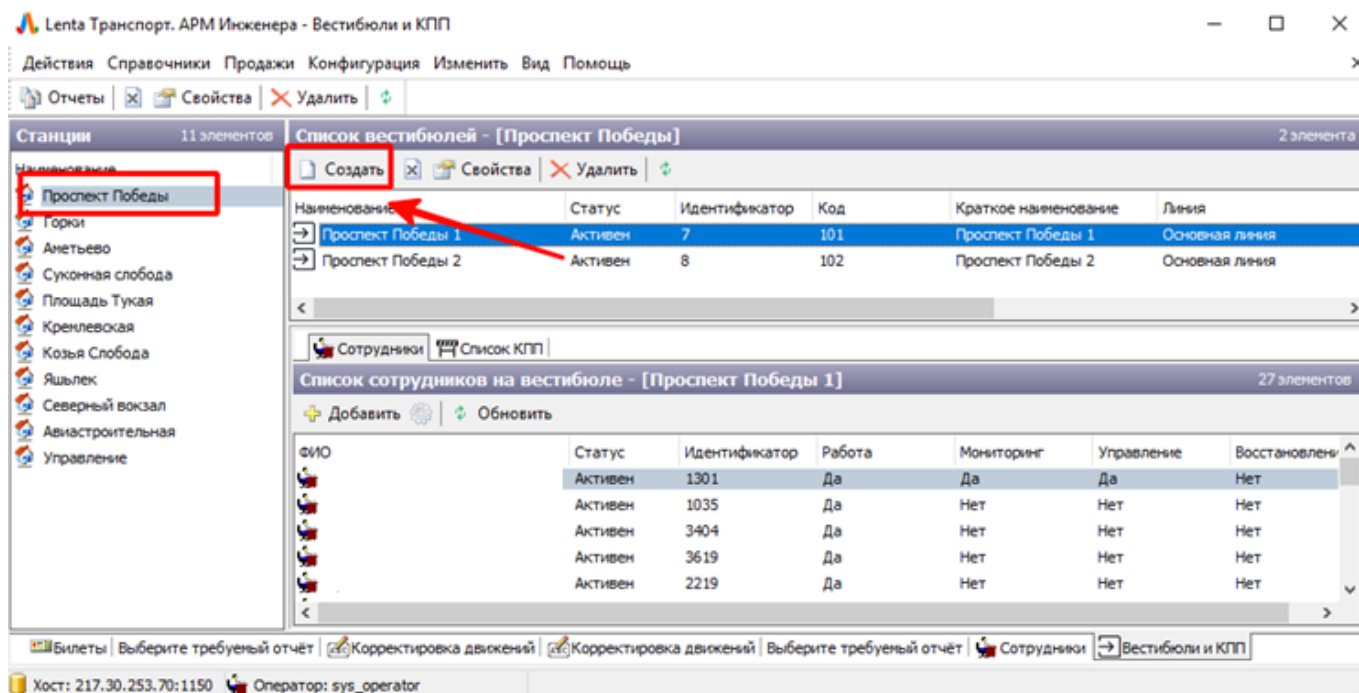 Lenta Транспорт. АРМ Инженера - Вестибюли и КПП
Действия Справочники Продажи Конфигурация Изменить Вид Помощь
Отчеты Свойства Удалить
Станции 11 элементов
Наименование
Проспект Победы
Горки
Аметьево
Суконная слобода
Площадь Тукая
Кремлевская
Козья Слобода
Яшьлек
Северный вокзал
Авиастроительная
Управление
Список вестибюлей - [Проспект Победы] 2 элемента
Создать Свойства Удалить
Наименование Статус Идентификатор Код Краткое наименование Линия
Проспект Победы 1 Активен 7 101 Проспект Победы 1 Основная линия
Проспект Победы 2 Активен 8 102 Проспект Победы 2 Основная линия
Сотрудники Список КПП
Список сотрудников на вестибюле - [Проспект Победы 1] 27 элементов
Добавить Обновить
ФИО Статус Идентификатор Работа Мониторинг Управление Восстановлени
Активен 1301 Да Да Да Нет
Активен 1035 Да Нет Нет Нет
Активен 3404 Да Нет Нет Нет
Активен 3619 Да Нет Нет Нет
Активен 2219 Да Нет Нет Нет
Билеты Выберите требуемый отчёт Корректировка движений Корректировка движений Выберите требуемый отчёт Сотрудники Вестибюли и КПП
Хост: 217.30.253.70:1150 Оператор: sys_operator